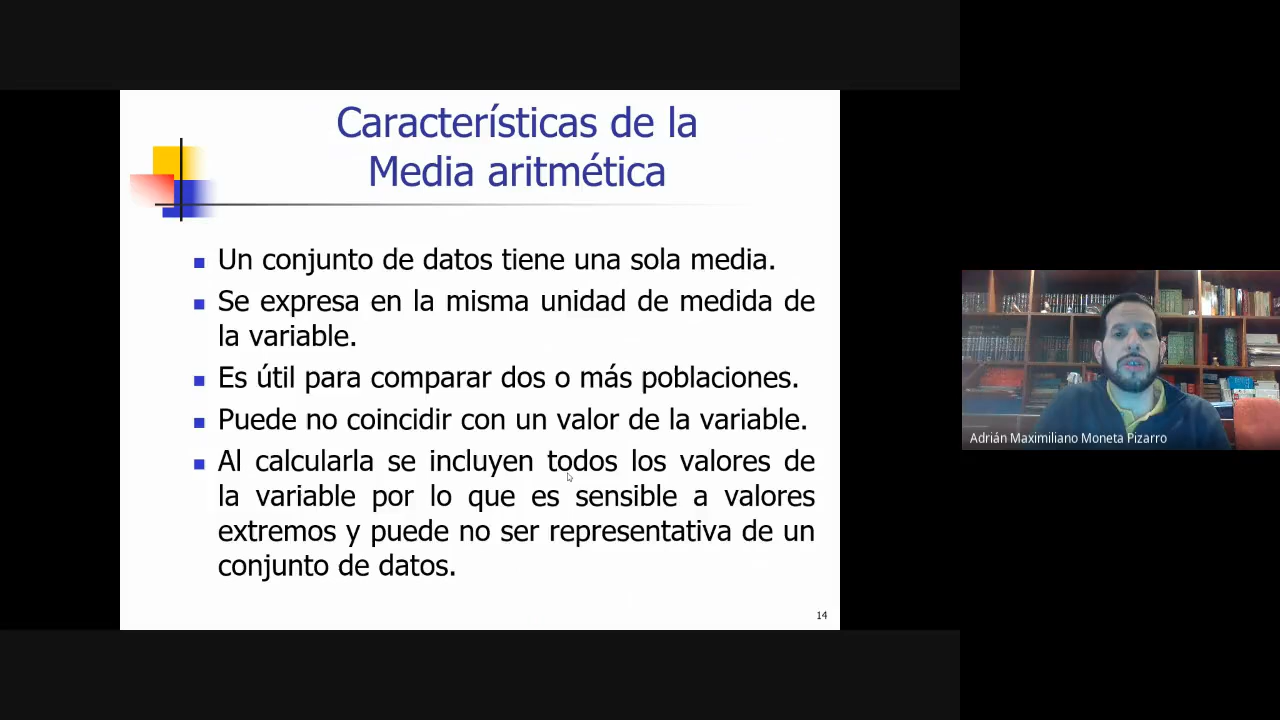 Características de la
Media aritmética
Un conjunto de datos tiene una sola media.
Se expresa en la misma unidad de medida de
la variable.
Es útil para comparar dos o más poblaciones.
Puede no coincidir con un valor de la variable.
Al calcularla se incluyen todos los valores de
la variable por lo que es sensible a valores
extremos y puede no ser representativa de un
conjunto de datos.
14
Adrián Maximiliano Moneta Pizarro